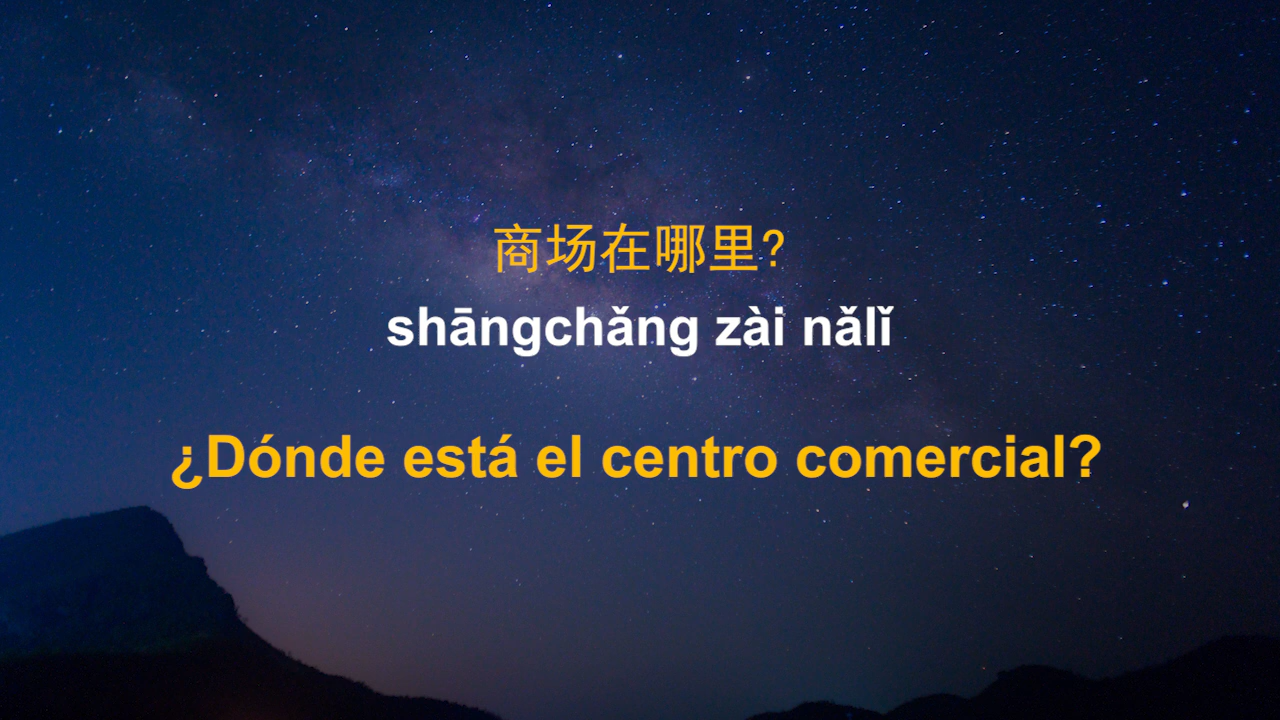 商场在哪里?
shāngchǎng zài nǎlǐ
¿Dónde está el centro comercial?